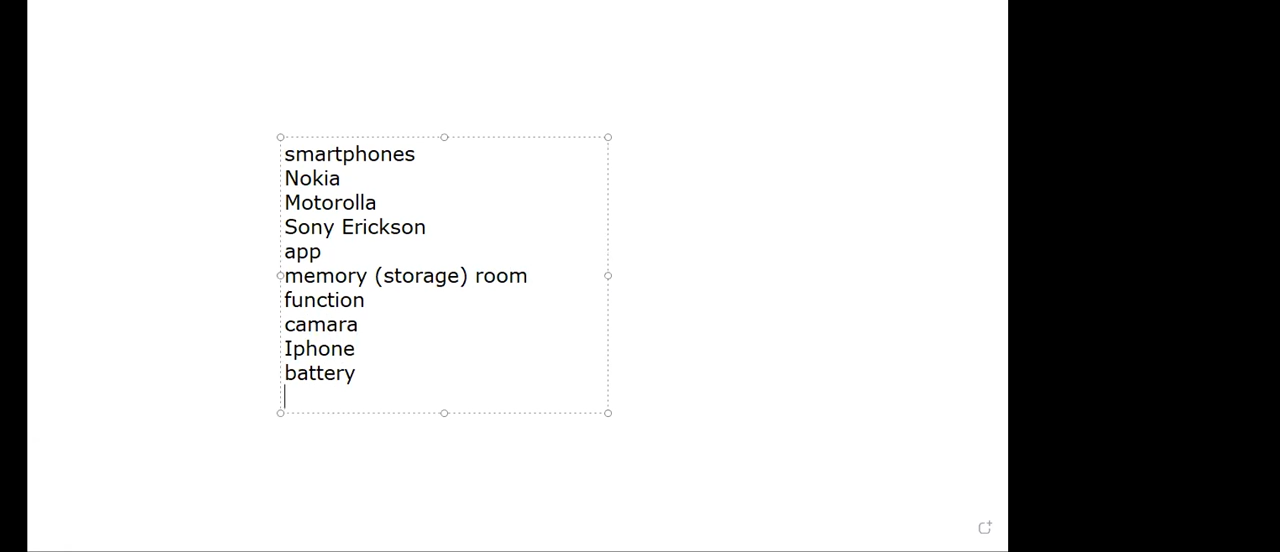 smartphones
Nokia
Motorolla
Sony Erickson
app
memory (storage) room
function
camara
Iphone
battery